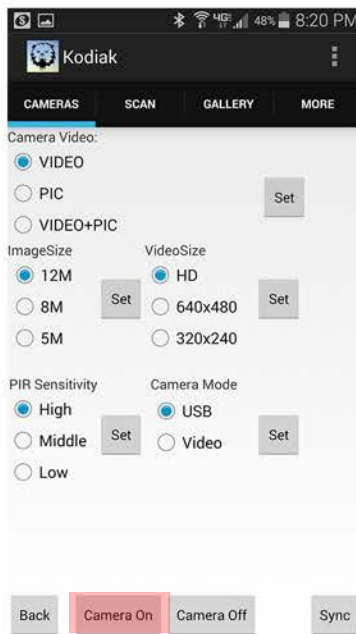 S 4G 48% 8:20 PM
Kodiak
CAMERAS SCAN GALLERY MORE
Camera Video:
VIDEO
PIC Set
VIDEO+PIC
ImageSize VideoSize
12M HD
8M Set 640x480 Set
5M 320x240
PIR Sensitivity Camera Mode
High USB
Middle Set Video Set
Low
Back Camera On Camera Off Sync